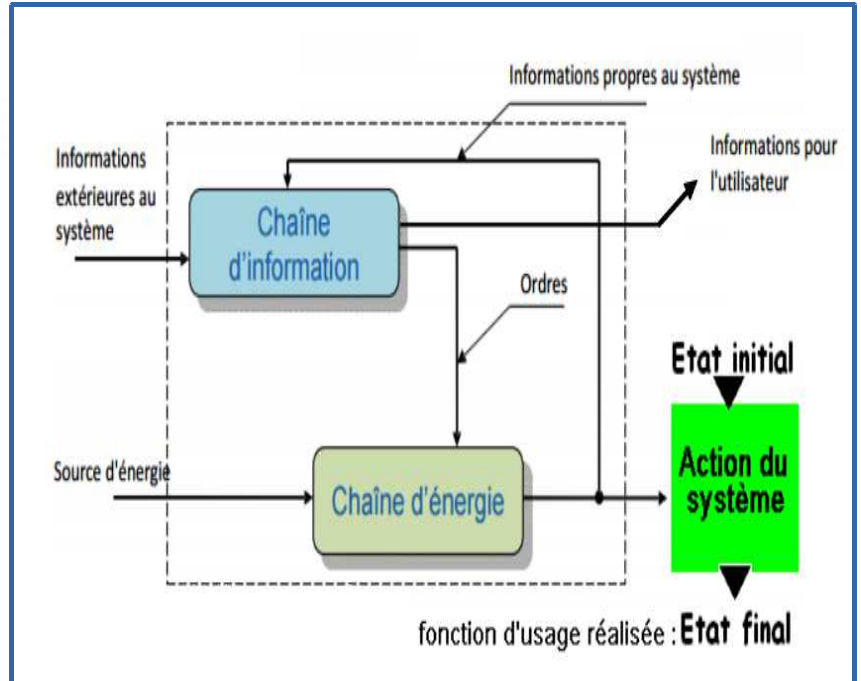 Informations propres au système
Informations
extérieures au
système
Informations pour
l'utilisateur
Chaîne
d'information
Ordres
Etat initial
Source d'énergie
Chaîne d'énergie
Action du
système
fonction d'usage réalisée : Etat final